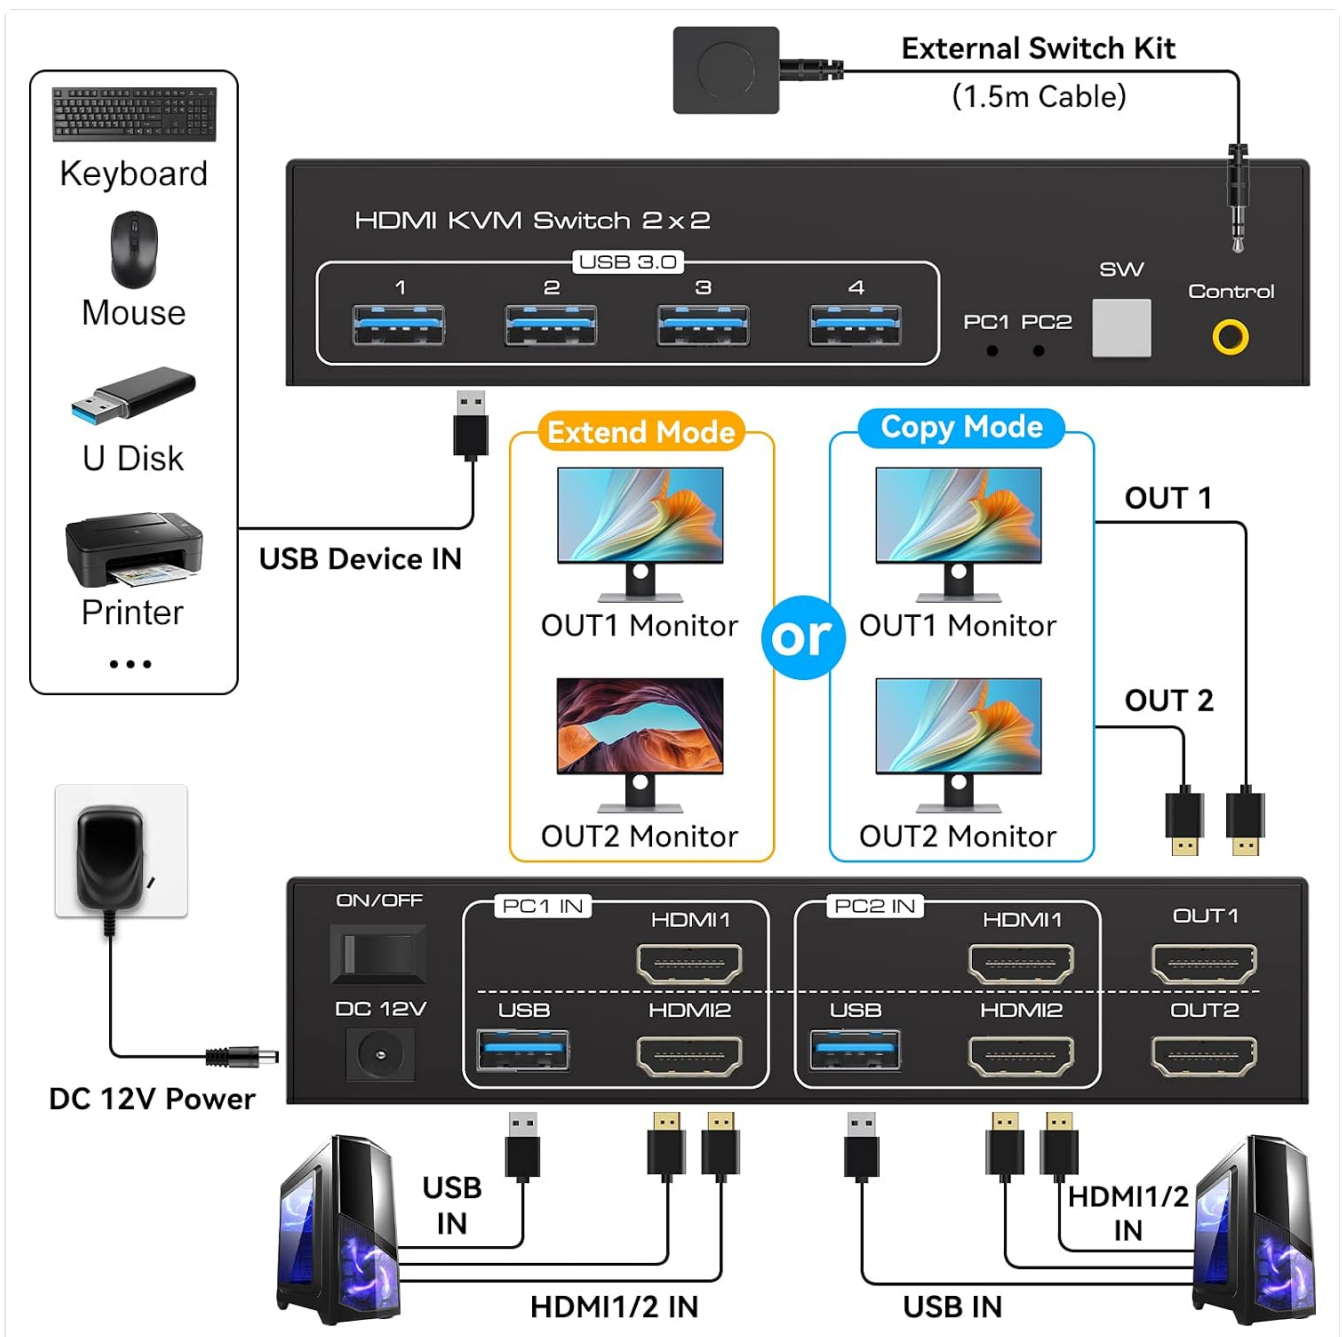 External Switch Kit
(1.5m Cable)
Keyboard
Mouse
U Disk
Printer
...
HDMI KVM Switch 2x2
USB 3.0
1 2 3 4
PC1 PC2
SW
Control
USB Device IN
Extend Mode
OUT1 Monitor
OUT2 Monitor
or
Copy Mode
OUT1 Monitor
OUT2 Monitor
OUT 1
OUT 2
ON/OFF
DC 12V
PC1 IN
HDMI1
USB
HDMI2
PC2 IN
HDMI1
USB
HDMI2
OUT1
OUT2
DC 12V Power
USB
IN
HDMI1/2 IN
USB IN
HDMI1/2
IN